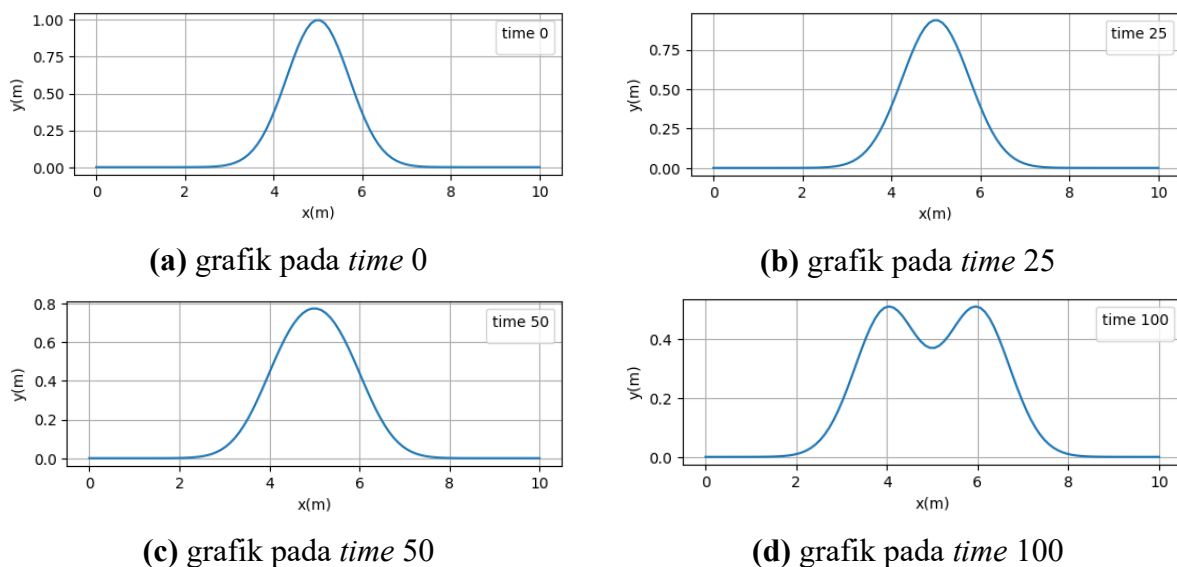 1.00
0.75
0.50
0.25
0.00
y(m)
time 0
0 2 4 6 8 10
x(m)
(a) grafik pada time 0
0.75
0.50
0.25
0.00
y(m)
time 25
0 2 4 6 8 10
x(m)
(b) grafik pada time 25
0.8
0.6
0.4
0.2
0.0
y(m)
time 50
0 2 4 6 8 10
x(m)
(c) grafik pada time 50
0.4
0.2
0.0
y(m)
time 100
0 2 4 6 8 10
x(m)
(d) grafik pada time 100